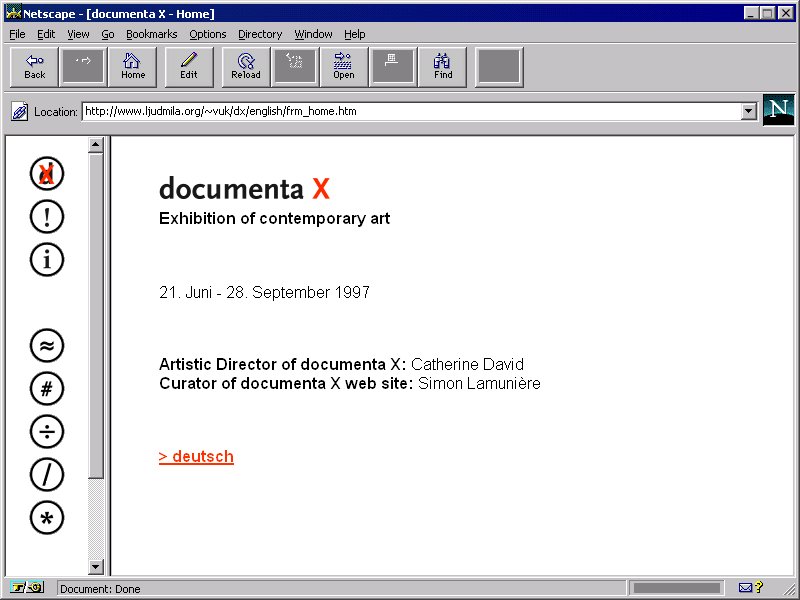 Netscape - [documenta X - Home]
File Edit View Go Bookmarks Options Directory Window Help
Back Home Edit Reload Open Find
Location: http://www.ljudmila.org/~vuk/dx/english/frm_home.htm
N
d X
!
i
≈
#
÷
/
*
documenta X
Exhibition of contemporary art
21. Juni - 28. September 1997
Artistic Director of documenta X: Catherine David
Curator of documenta X web site: Simon Lamunière
> deutsch
Document: Done
?